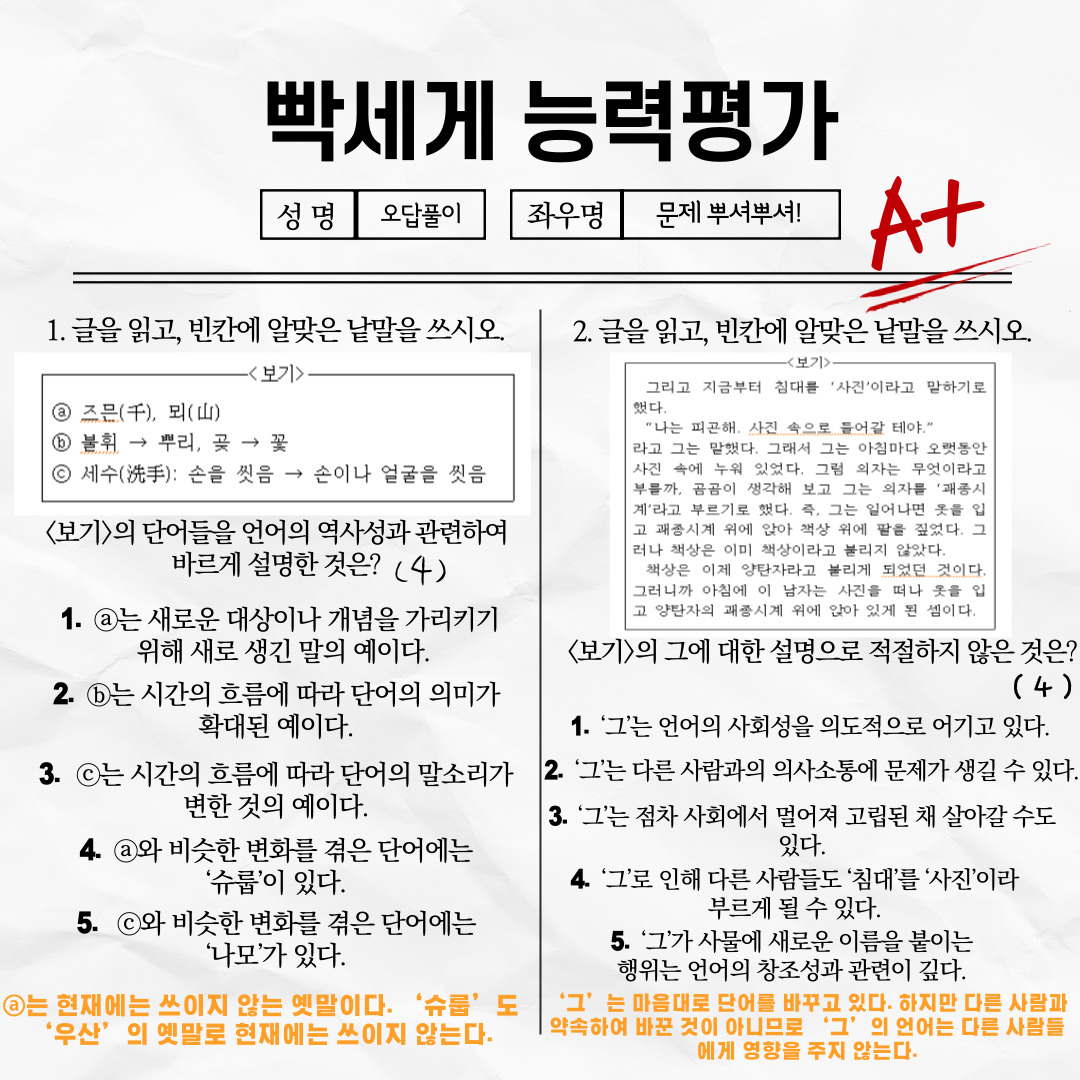 빡세게 능력평가
성 명 오답풀이 좌우명 문제 뿌셔뿌셔!
A+
1. 글을 읽고, 빈칸에 알맞은 낱말을 쓰시오.
<보기>
ⓐ 즈믄(千), 뫼(山)
ⓑ 불휘 → 뿌리, 곶 → 꽃
ⓒ 세수(洗手): 손을 씻음 → 손이나 얼굴을 씻음
<보기>의 단어들을 언어의 역사성과 관련하여
바르게 설명한 것은? (4)
1. ⓐ는 새로운 대상이나 개념을 가리키기
위해 새로 생긴 말의 예이다.
2. ⓑ는 시간의 흐름에 따라 단어의 의미가
확대된 예이다.
3. ⓒ는 시간의 흐름에 따라 단어의 말소리가
변한 것의 예이다.
4. ⓐ와 비슷한 변화를 겪은 단어에는
‘슈룹’이 있다.
5. ⓒ와 비슷한 변화를 겪은 단어에는
‘나모’가 있다.
ⓐ는 현재에는 쓰이지 않는 옛말이다. ‘슈룹’도
‘우산’의 옛말로 현재에는 쓰이지 않는다.
2. 글을 읽고, 빈칸에 알맞은 낱말을 쓰시오.
<보기>
그리고 지금부터 침대를 ‘사진’이라고 말하기로
했다.
“나는 피곤해. 사진 속으로 들어갈 테야.”
라고 그는 말했다. 그래서 그는 아침마다 오랫동안
사진 속에 누워 있었다. 그럼 의자는 무엇이라고
부를까, 곰곰이 생각해 보고 그는 의자를 ‘괘종시
계’라고 부르기로 했다. 즉, 그는 일어나면 옷을 입
고 괘종시계 위에 앉아 책상 위에 팔을 짚었다. 그
러나 책상은 이미 책상이라고 불리지 않았다.
책상은 이제 양탄자라고 불리게 되었던 것이다.
그러니까 아침에 이 남자는 사진을 떠나 옷을 입
고 양탄자의 괘종시계 위에 앉아 있게 된 셈이다.
<보기>의 그에 대한 설명으로 적절하지 않은 것은?
( 4 )
1. ‘그’는 언어의 사회성을 의도적으로 어기고 있다.
2. ‘그’는 다른 사람과의 의사소통에 문제가 생길 수 있다.
3. ‘그’는 점차 사회에서 멀어져 고립된 채 살아갈 수도
있다.
4. ‘그’로 인해 다른 사람들도 ‘침대’를 ‘사진’이라
부르게 될 수 있다.
5. ‘그’가 사물에 새로운 이름을 붙이는
행위는 언어의 창조성과 관련이 깊다.
‘그’는 마음대로 단어를 바꾸고 있다. 하지만 다른 사람과
약속하여 바꾼 것이 아니므로 ‘그’의 언어는 다른 사람들
에게 영향을 주지 않는다.